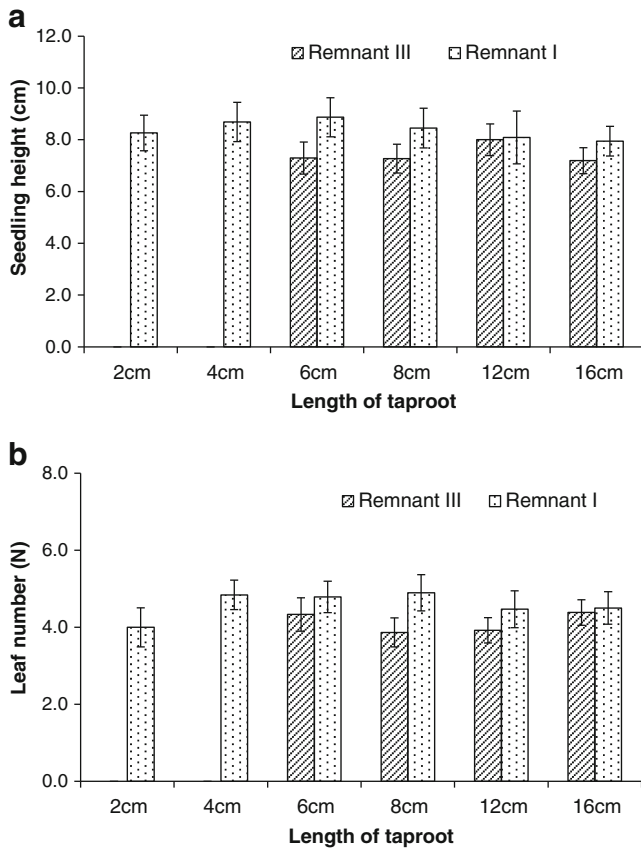 a
Seedling height (cm)
12.0
10.0
8.0
6.0
4.0
2.0
0.0
Remnant III Remnant I
2cm 4cm 6cm 8cm 12cm 16cm
Length of taproot
b
Leaf number (N)
8.0
6.0
4.0
2.0
0.0
Remnant III Remnant I
2cm 4cm 6cm 8cm 12cm 16cm
Length of taproot